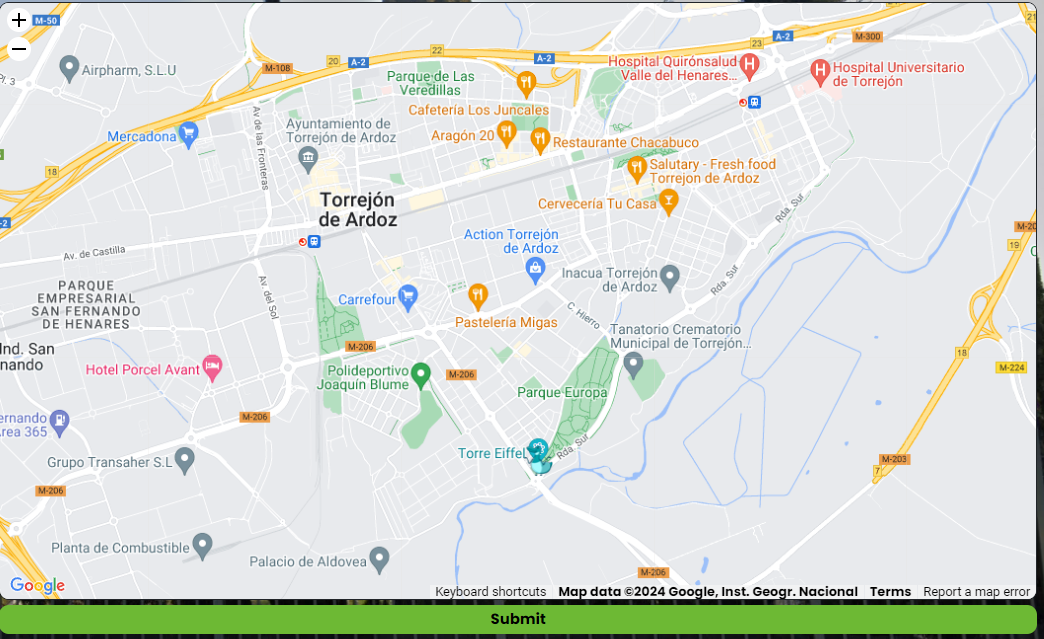 +
M-50
−
22
21
20
A-2
A-2
23
A-2
M-300
M-108
Airpharm, S.L.U
Parque de Las
Veredillas
Hospital Quirónsalud
Valle del Henares...
Hospital Universitario
de Torrejón
Cafetería Los Juncales
Mercadona
Av de las Fronteras
Ayuntamiento de
Torrejón de Ardoz
Aragón 20
Restaurante Chacabuco
18
Salutary - Fresh food
Torrejon de Ardoz
Torrejón
de Ardoz
Cervecería Tu Casa
Rda. Sur
Action Torrejón
de Ardoz
Av. de Castilla
19
PARQUE
EMPRESARIAL
SAN FERNANDO
DE HENARES
Av. del Sol
Inacua Torrejón
de Ardoz
Rda. Sur
Carrefour
Pastelería Migas
C. Hierro
Tanatorio Crematorio
Municipal de Torrejón...
Ind. San
nando
M-206
18
M-224
Hotel Porcel Avant
Polideportivo
Joaquín Blume
M-206
Parque Europa
ernando
Area 365
M-206
Torre Eiffel
Rda. Sur
Grupo Transaher S.L
M-203
7
M-206
Planta de Combustible
Palacio de Aldovea
M-206
Google
Keyboard shortcuts Map data ©2024 Google, Inst. Geogr. Nacional Terms Report a map error
Submit